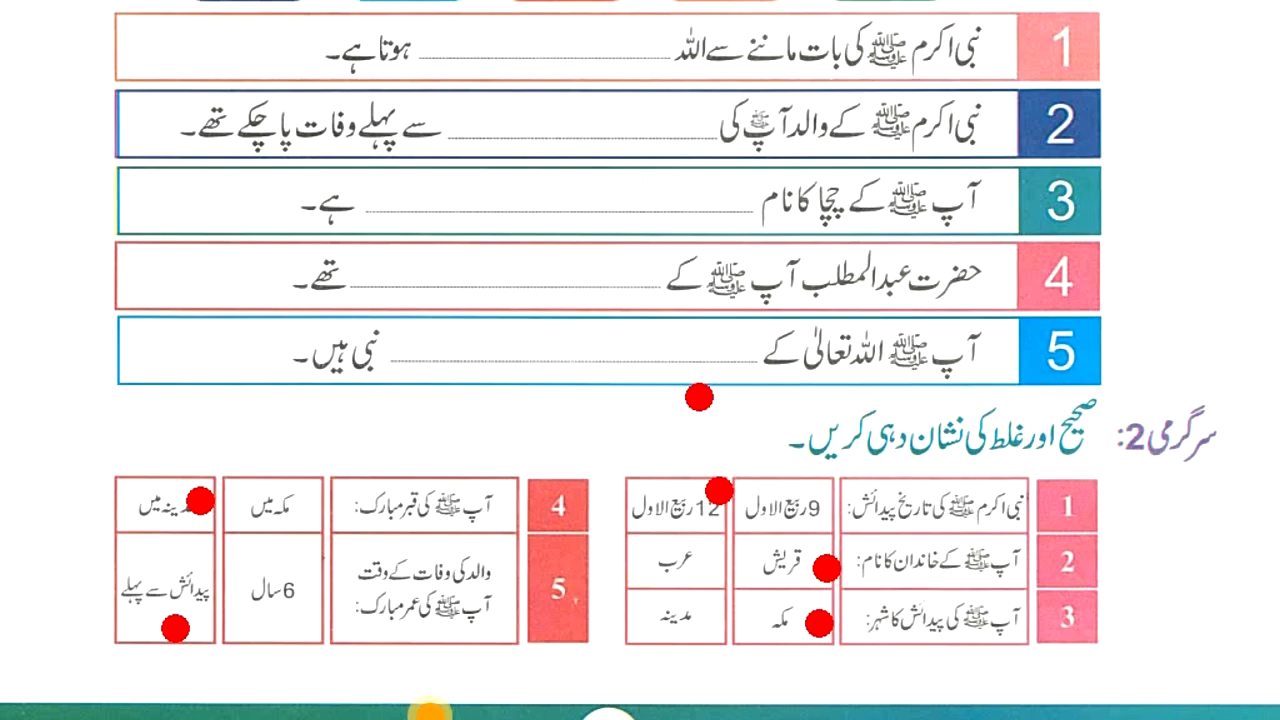 1 نبی اکرم ﷺ کی بات ماننے سے اللہ ________ ہوتا ہے۔
2 نبی اکرم ﷺ کے والد آپ ﷺ کی ________ سے پہلے وفات پا چکے تھے۔
3 آپ ﷺ کے چچا کا نام ________ ہے۔
4 حضرت عبدالمطلب آپ ﷺ کے ________ تھے۔
5 آپ ﷺ اللہ تعالیٰ کے ________ نبی ہیں۔
سرگرمی 2: صحیح اور غلط کی نشان دہی کریں۔
1 نبی اکرم ﷺ کی تاریخ پیدائش: 9 ربیع الاول 12 ربیع الاول
2 آپ ﷺ کے خاندان کا نام: قریش عرب
3 آپ ﷺ کی پیدائش کا شہر: مکہ مدینہ
4 آپ ﷺ کی قبر مبارک: مکہ میں مدینہ میں
5 والد کی وفات کے وقت
آپ ﷺ کی عمر مبارک: 6 سال پیدائش سے پہلے